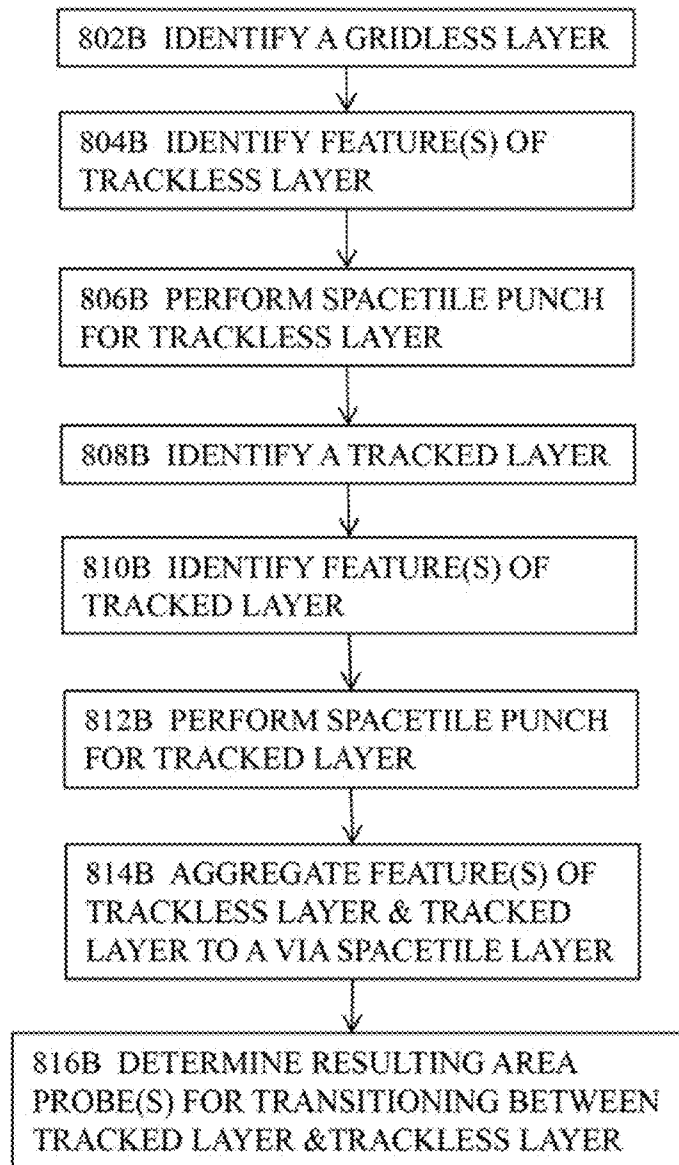 802B IDENTIFY A GRIDLESS LAYER
804B IDENTIFY FEATURE(S) OF
TRACKLESS LAYER
806B PERFORM SPACETILE PUNCH
FOR TRACKLESS LAYER
808B IDENTIFY A TRACKED LAYER
810B IDENTIFY FEATURE(S) OF
TRACKED LAYER
812B PERFORM SPACETILE PUNCH
FOR TRACKED LAYER
814B AGGREGATE FEATURE(S) OF
TRACKLESS LAYER & TRACKED
LAYER TO A VIA SPACETILE LAYER
816B DETERMINE RESULTING AREA
PROBE(S) FOR TRANSITIONING BETWEEN
TRACKED LAYER &TRACKLESS LAYER